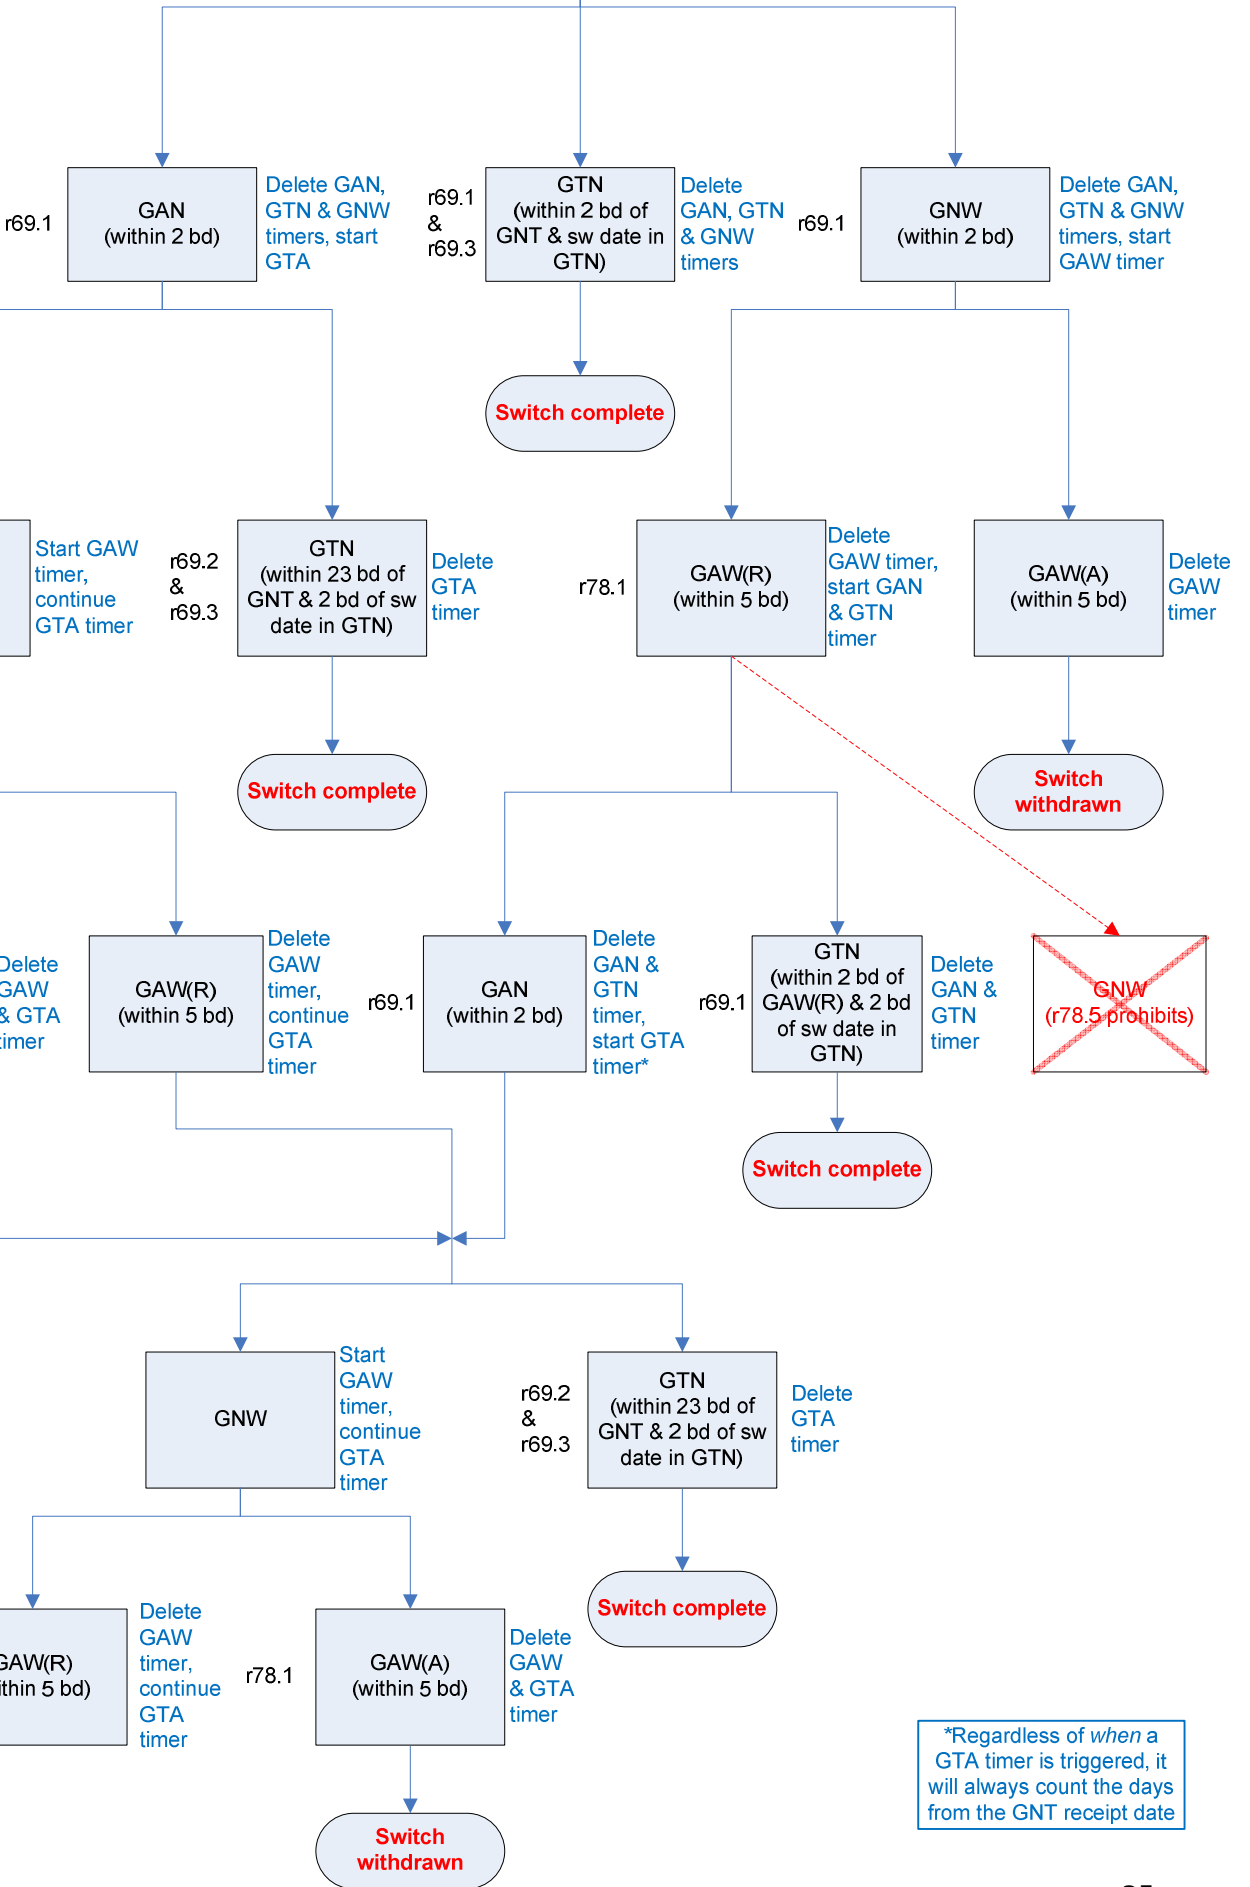 r69.1
GAN
(within 2 bd)
Delete GAN,
GTN & GNW
timers, start
GTA
r69.1
&
r69.3
GTN
(within 2 bd of
GNT & sw date in
GTN)
Delete
GAN, GTN
& GNW
timers
r69.1
GNW
(within 2 bd)
Delete GAN,
GTN & GNW
timers, start
GAW timer
Switch complete
Start GAW
timer,
continue
GTA timer
r69.2
&
r69.3
GTN
(within 23 bd of
GNT & 2 bd of sw
date in GTN)
Delete
GTA
timer
r78.1
GAW(R)
(within 5 bd)
Delete
GAW timer,
start GAN
& GTN
timer
GAW(A)
(within 5 bd)
Delete
GAW
timer
Switch complete
Switch
withdrawn
Delete
GAW
& GTA
timer
GAW(R)
(within 5 bd)
Delete
GAW
timer,
continue
GTA
timer
r69.1
GAN
(within 2 bd)
Delete
GAN &
GTN
timer,
start GTA
timer*
r69.1
GTN
(within 2 bd of
GAW(R) & 2 bd
of sw date in
GTN)
Delete
GAN &
GTN
timer
GNW
(r78.5 prohibits)
Switch complete
GNW
Start
GAW
timer,
continue
GTA
timer
r69.2
&
r69.3
GTN
(within 23 bd of
GNT & 2 bd of sw
date in GTN)
Delete
GTA
timer
Switch complete
GAW(R)
ithin 5 bd)
Delete
GAW
timer,
continue
GTA
timer
r78.1
GAW(A)
(within 5 bd)
Delete
GAW
& GTA
timer
Switch
withdrawn
*Regardless of when a
GTA timer is triggered, it
will always count the days
from the GNT receipt date